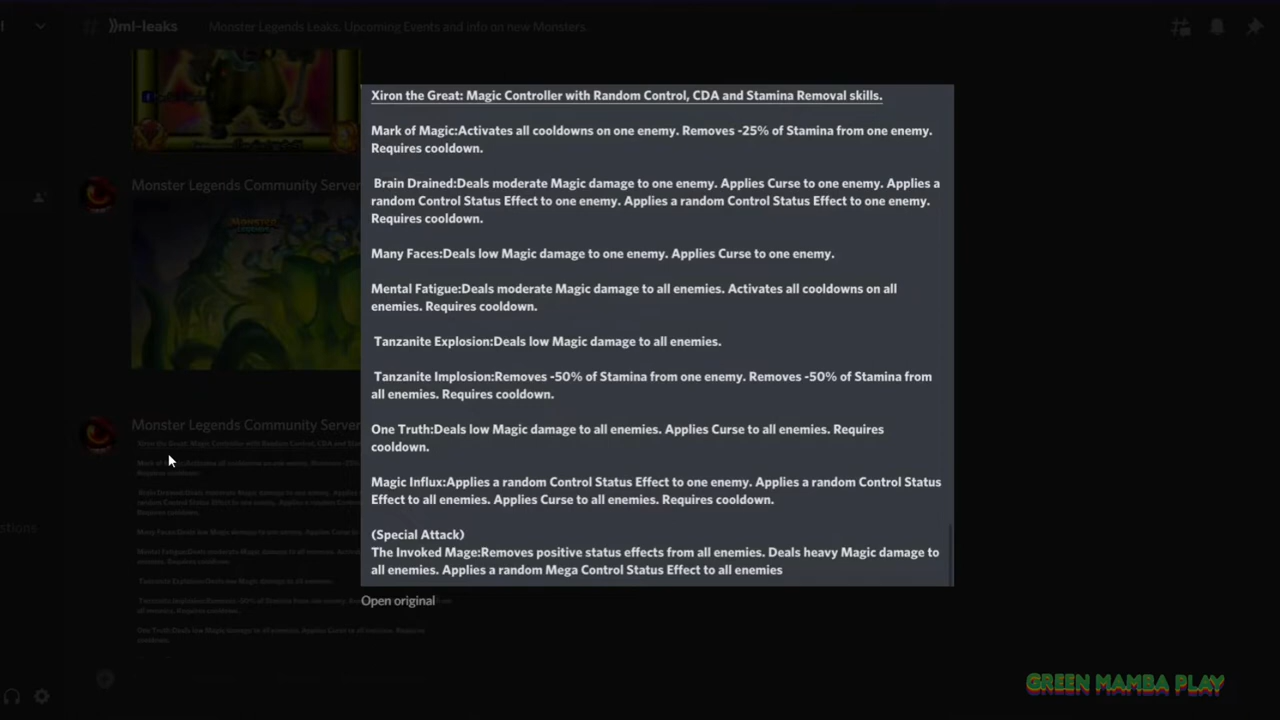 »ml-leaks
Monster Legends Leaks, Upcoming Events and info on new Monsters.
Xiron the Great: Magic Controller with Random Control, CDA and Stamina Removal skills.
Mark of Magic:Activates all cooldowns on one enemy. Removes -25% of Stamina from one enemy.
Requires cooldown.
Monster Legends Community Server
Brain Drained:Deals moderate Magic damage to one enemy. Applies Curse to one enemy. Applies a
random Control Status Effect to one enemy. Applies a random Control Status Effect to one enemy.
Requires cooldown.
MONSTER
LEGENDS
Many Faces:Deals low Magic damage to one enemy. Applies Curse to one enemy.
Mental Fatigue:Deals moderate Magic damage to all enemies. Activates all cooldowns on all
enemies. Requires cooldown.
Tanzanite Explosion:Deals low Magic damage to all enemies.
Tanzanite Implosion:Removes -50% of Stamina from one enemy. Removes -50% of Stamina from
all enemies. Requires cooldown.
Monster Legends Community Server
One Truth:Deals low Magic damage to all enemies. Applies Curse to all enemies. Requires
cooldown.
Magic Influx:Applies a random Control Status Effect to one enemy. Applies a random Control Status
Effect to all enemies. Applies Curse to all enemies. Requires cooldown.
stions
(Special Attack)
The Invoked Mage:Removes positive status effects from all enemies. Deals heavy Magic damage to
all enemies. Applies a random Mega Control Status Effect to all enemies
Open original
GREEN MAMBA PLAY